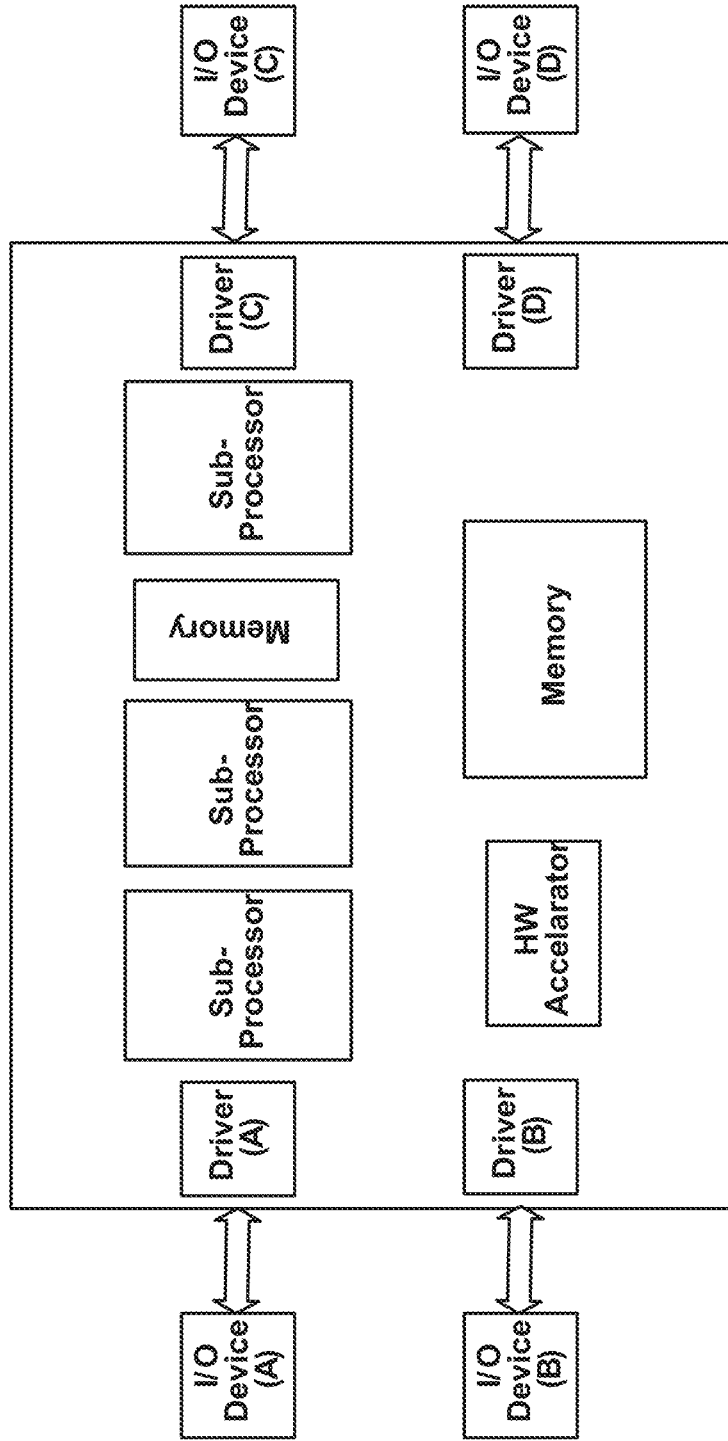 I/O
Device
(A)
Driver
(A)
Sub-
Processor
Sub-
Processor
Memory
Sub-
Processor
Driver
(C)
I/O
Device
(C)
I/O
Device
(B)
Driver
(B)
HW
Accelarator
Memory
Driver
(D)
I/O
Device
(D)